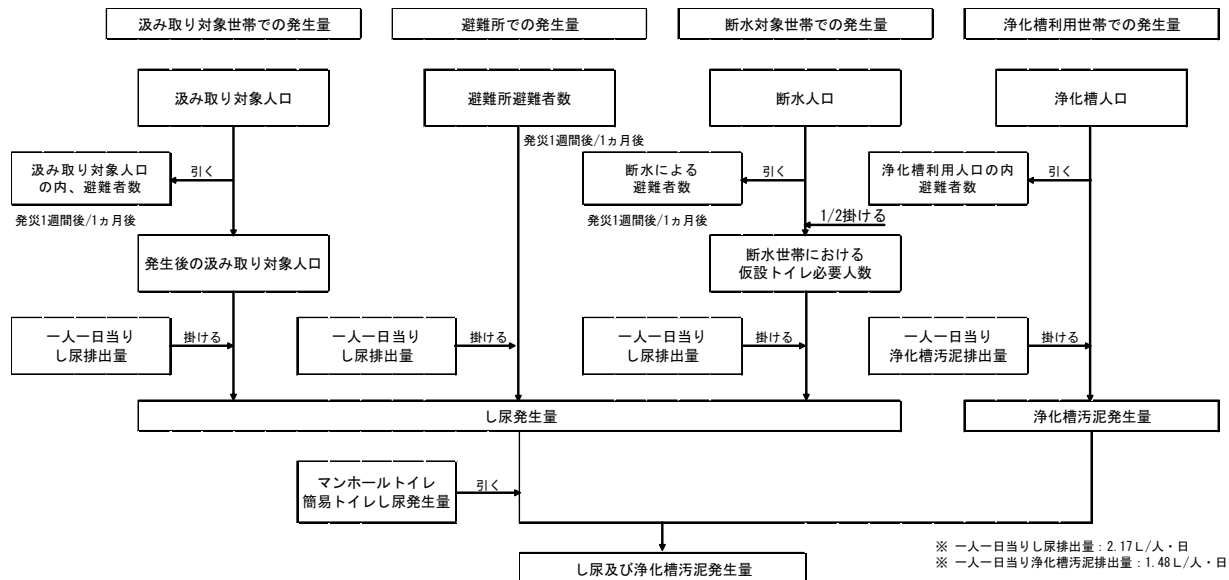 汲み取り対象世帯での発生量
避難所での発生量
断水対象世帯での発生量
浄化槽利用世帯での発生量
汲み取り対象人口
避難所避難者数
断水人口
浄化槽人口
発災1週間後/1ヵ月後
汲み取り対象人口
の内、避難者数
引く
断水による
避難者数
引く
浄化槽利用人口の内
避難者数
引く
発災1週間後/1ヵ月後
発災1週間後/1ヵ月後
1/2掛ける
発生後の汲み取り対象人口
断水世帯における
仮設トイレ必要人数
一人一日当り
し尿排出量
掛ける
一人一日当り
し尿排出量
掛ける
一人一日当り
し尿排出量
掛ける
一人一日当り
浄化槽汚泥排出量
掛ける
し尿発生量
浄化槽汚泥発生量
マンホールトイレ
簡易トイレし尿発生量
引く
し尿及び浄化槽汚泥発生量
※ 一人一日当りし尿排出量：2.17L/人・日
※ 一人一日当り浄化槽汚泥排出量：1.48L/人・日